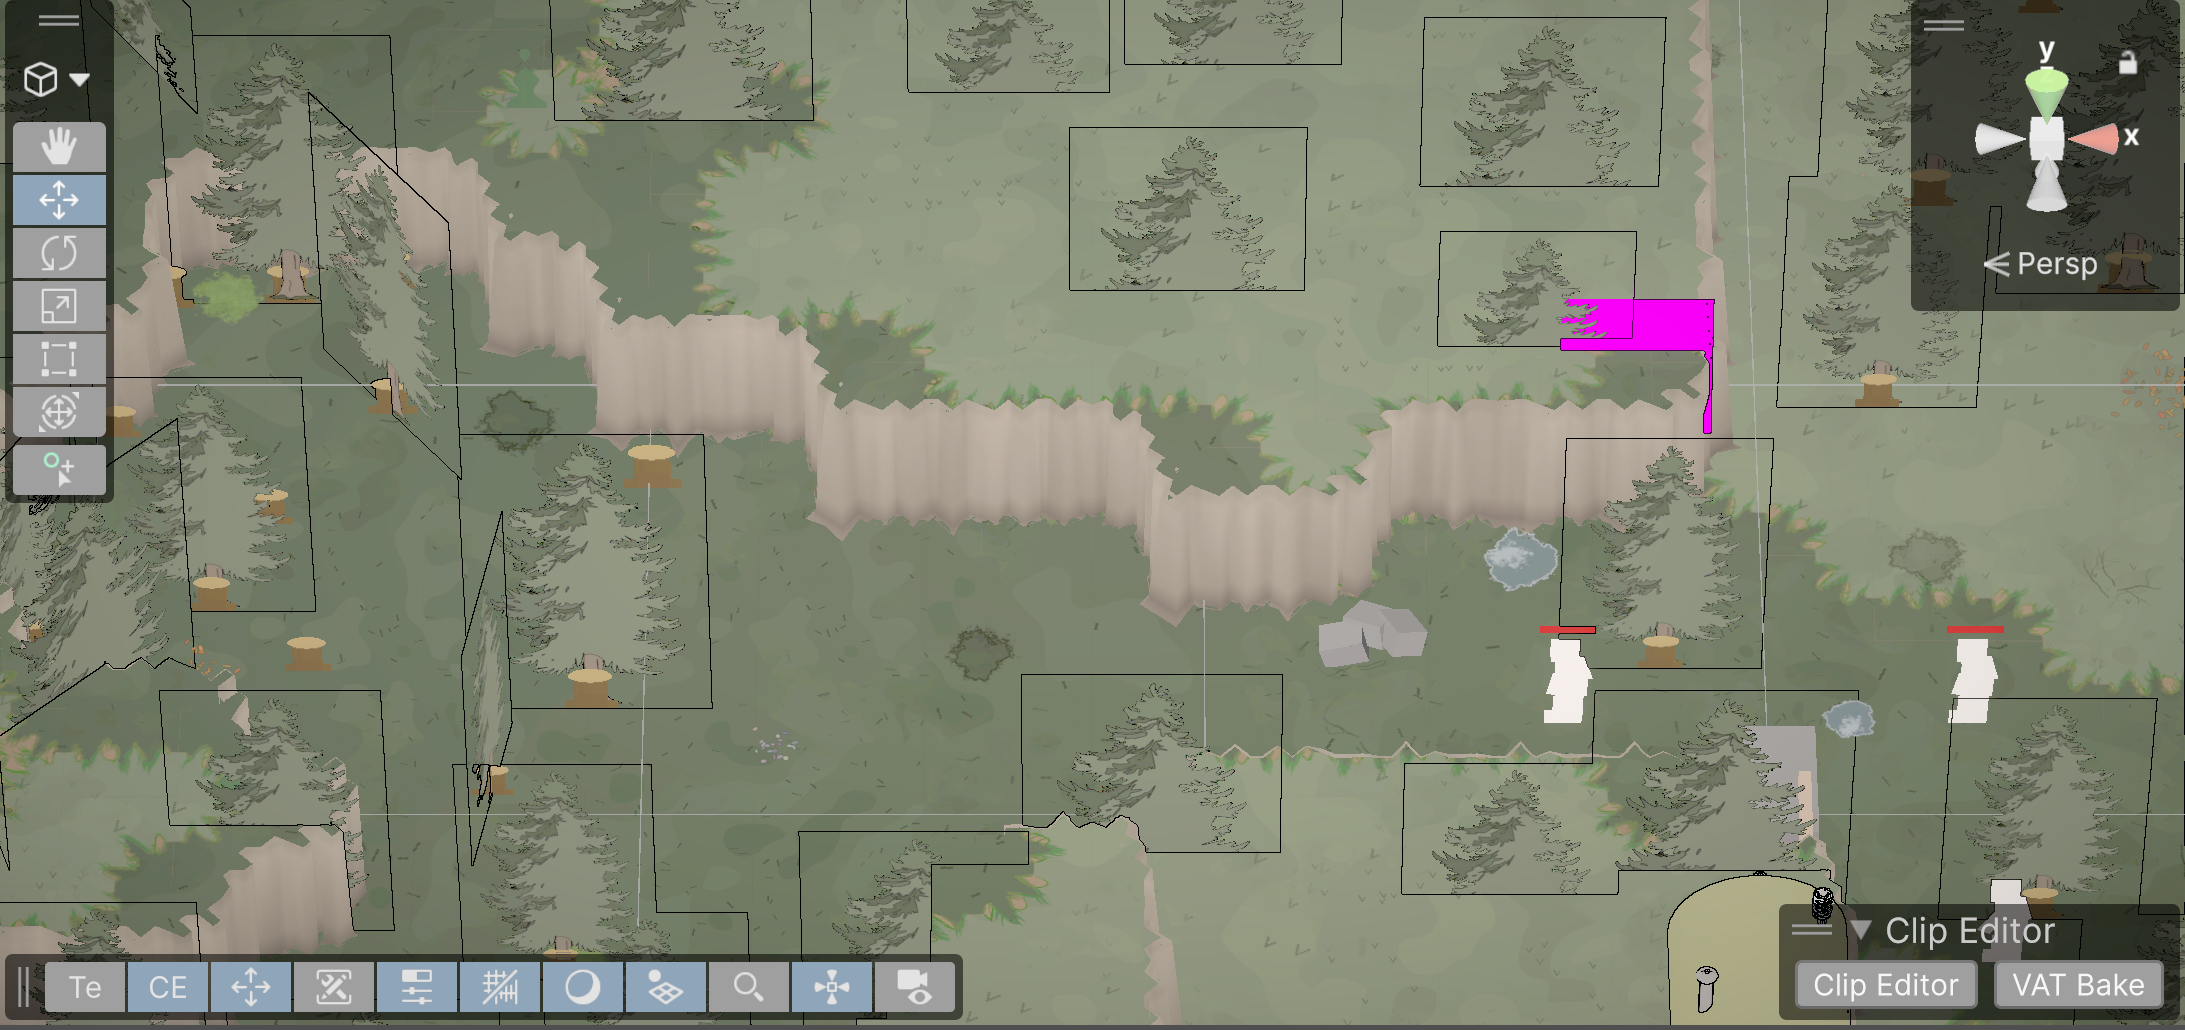 y
x
Persp
Clip Editor
Clip Editor VAT Bake
Te CE